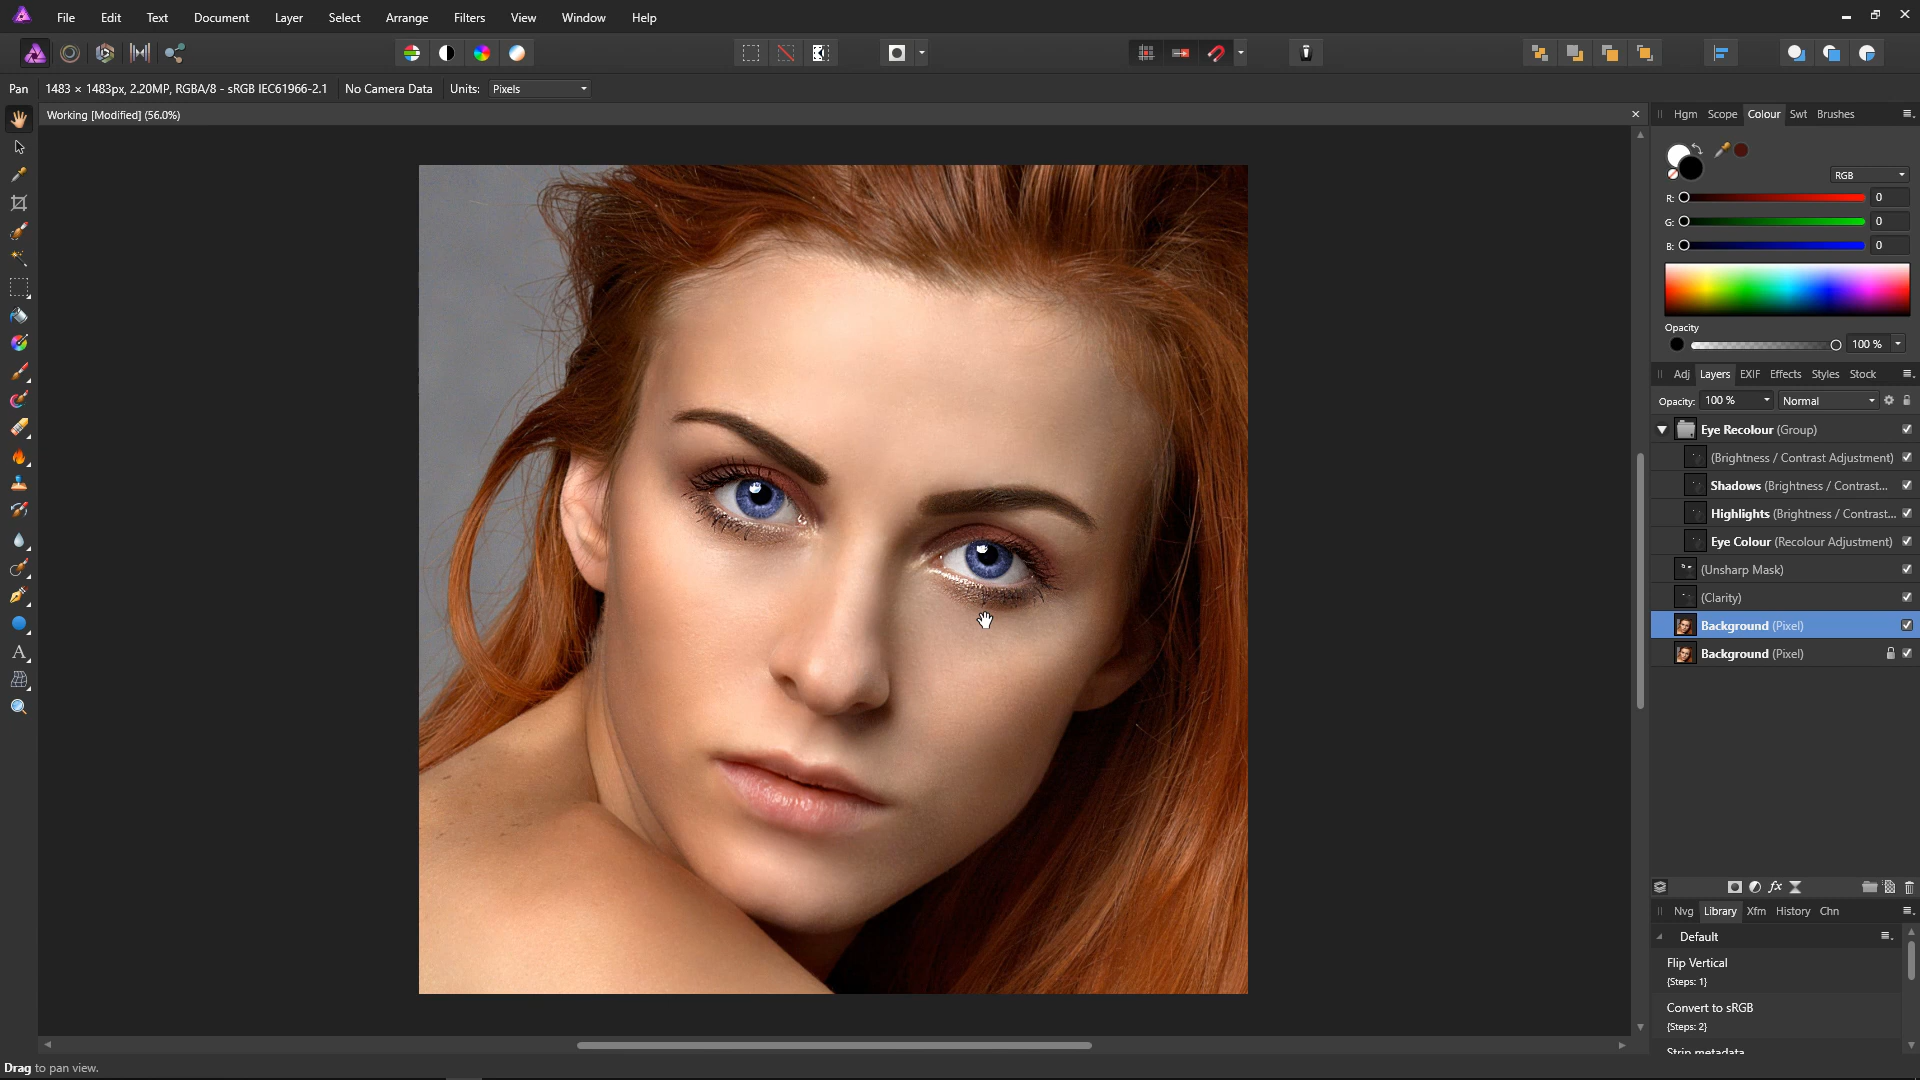 File Edit Text Document Layer Select Arrange Filters View Window Help
Pan 1483 × 1483px, 2.20MP, RGBA/8 - sRGB IEC61966-2.1 No Camera Data Units: Pixels
Working [Modified] (56.0%)
Hgm Scope Colour Swt Brushes
RGB
R: 0
G: 0
B: 0
Opacity
100 %
Adj Layers EXIF Effects Styles Stock
Opacity: 100 % Normal
Eye Recolour (Group)
(Brightness / Contrast Adjustment)
Shadows (Brightness / Contrast...
Highlights (Brightness / Contrast...
Eye Colour (Recolour Adjustment)
(Unsharp Mask)
(Clarity)
Background (Pixel)
Background (Pixel)
fx
Nvg Library Xfm History Chn
Default
Flip Vertical
{Steps: 1}
Convert to sRGB
{Steps: 2}
Strip metadata
Drag to pan view.